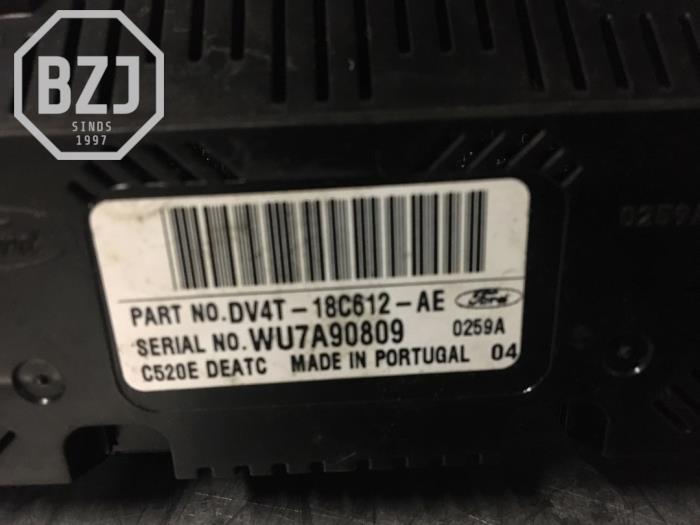 BZJ
SINDS
1997
PART NO.DV4T-18C612-AE Ford
SERIAL NO.WU7A90809 0259A
C520E DEATC MADE IN PORTUGAL 04
Ford